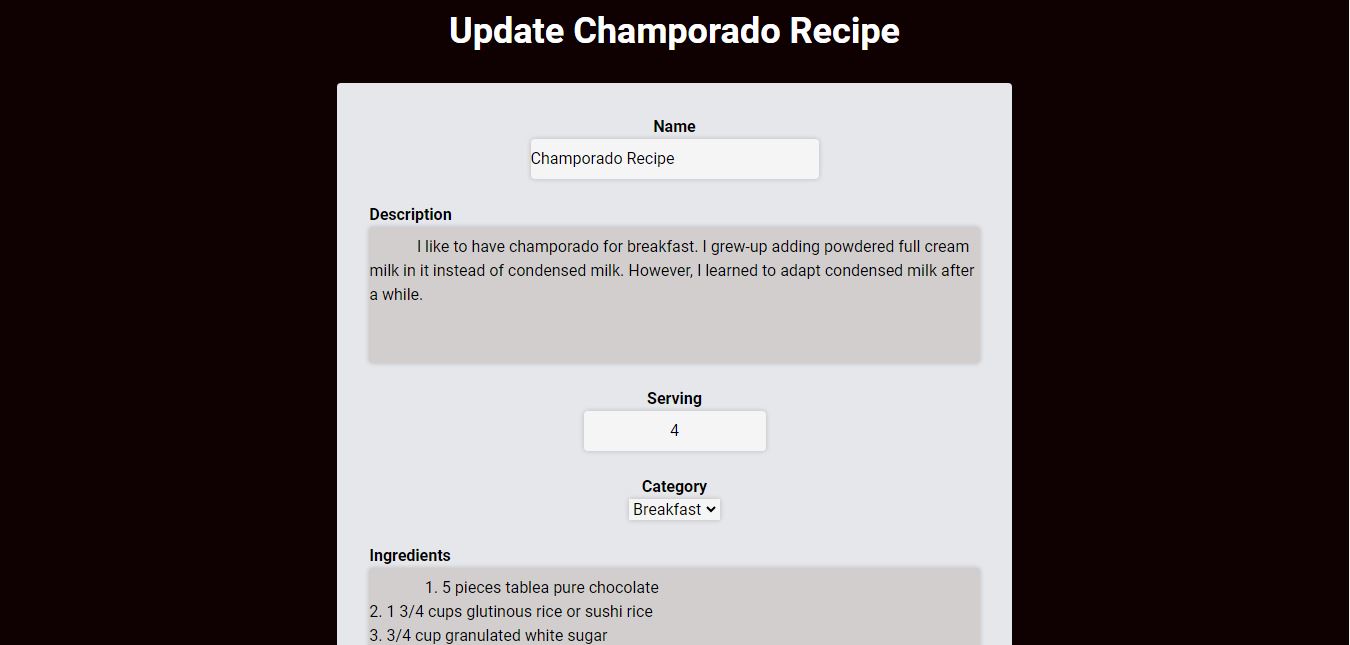 Update Champorado Recipe
Name
Champorado Recipe
Description
I like to have champorado for breakfast. I grew-up adding powdered full cream
milk in it instead of condensed milk. However, I learned to adapt condensed milk after
a while.
Serving
4
Category
Breakfast
Ingredients
1. 5 pieces tablea pure chocolate
2. 1 3/4 cups glutinous rice or sushi rice
3. 3/4 cup granulated white sugar